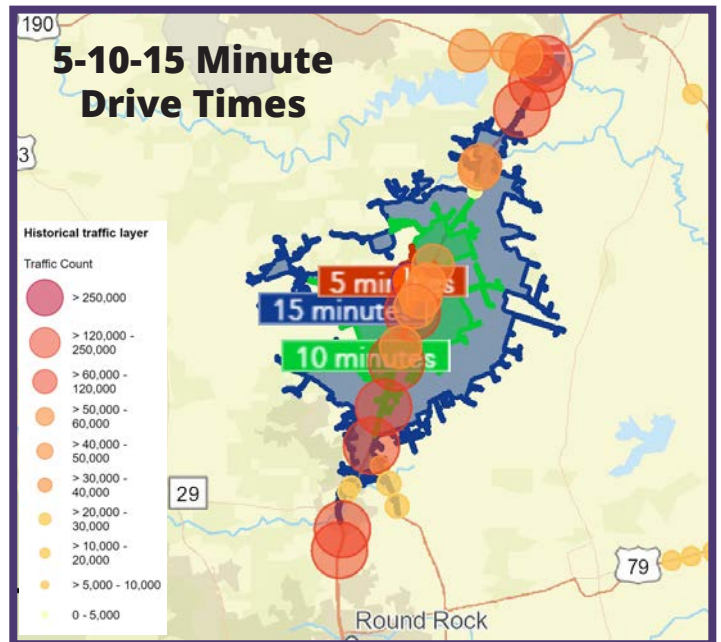 190
5-10-15 Minute
Drive Times
Historical traffic layer
Traffic Count
> 250,000
> 120,000 -
250,000
> 60,000 -
120,000
> 50,000 -
60,000
> 40,000 -
50,000
> 30,000 -
40,000
> 20,000 -
30,000
> 10,000 -
20,000
> 5,000 - 10,000
0 - 5,000
5 minutes
15 minutes
10 minutes
29
79
Round Rock